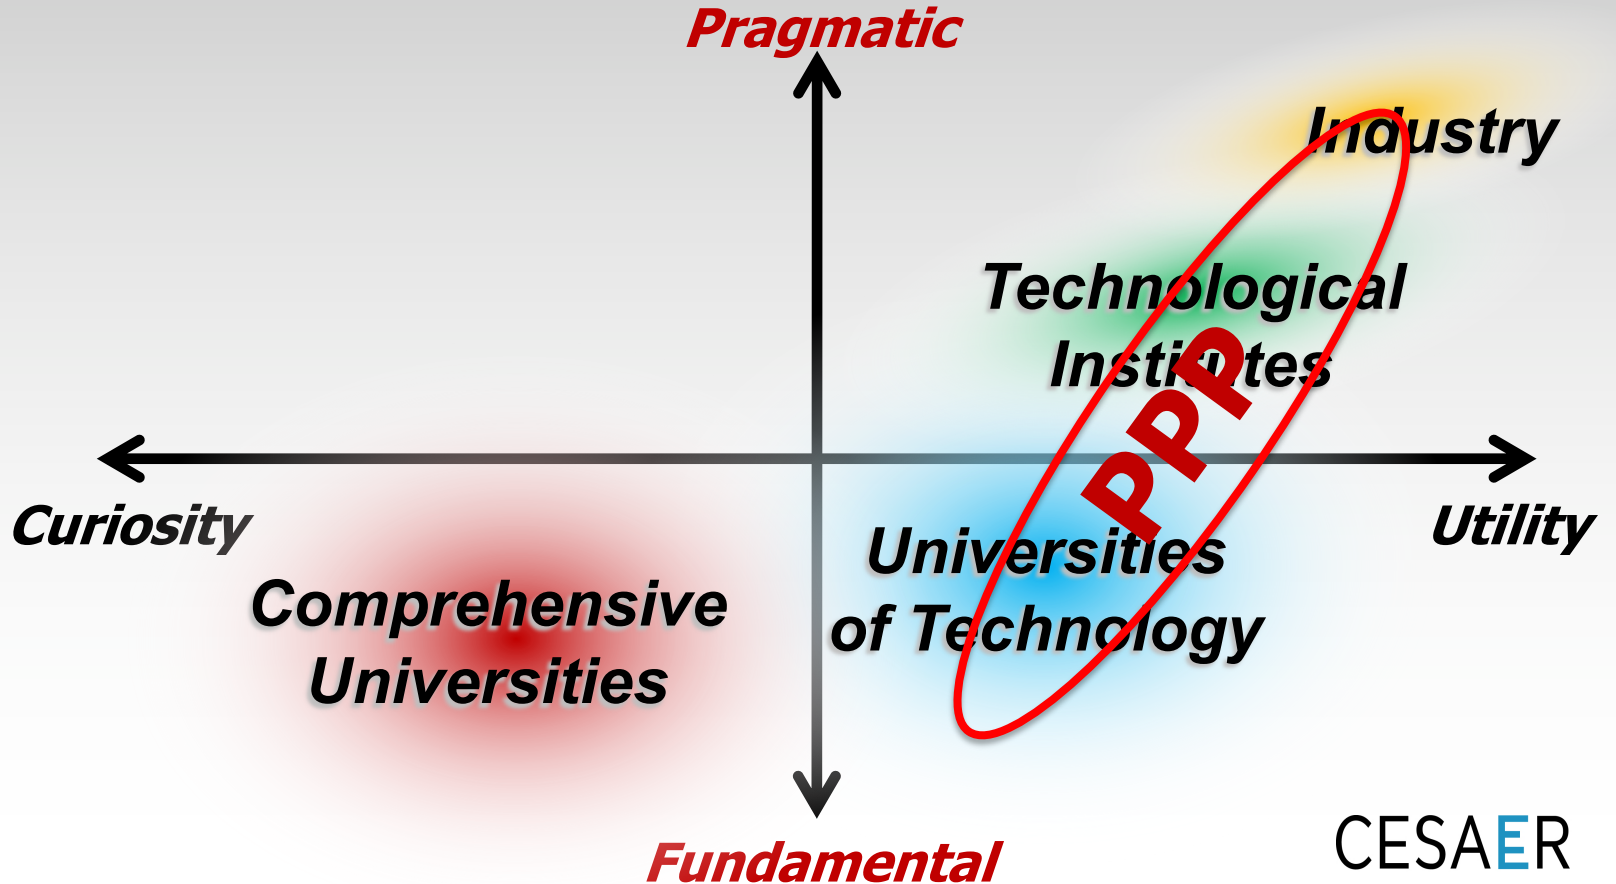 Pragmatic
Industry
Technological
Institutes
PPP
Curiosity
Utility
Universities
of Technology
Comprehensive
Universities
Fundamental
CESAER